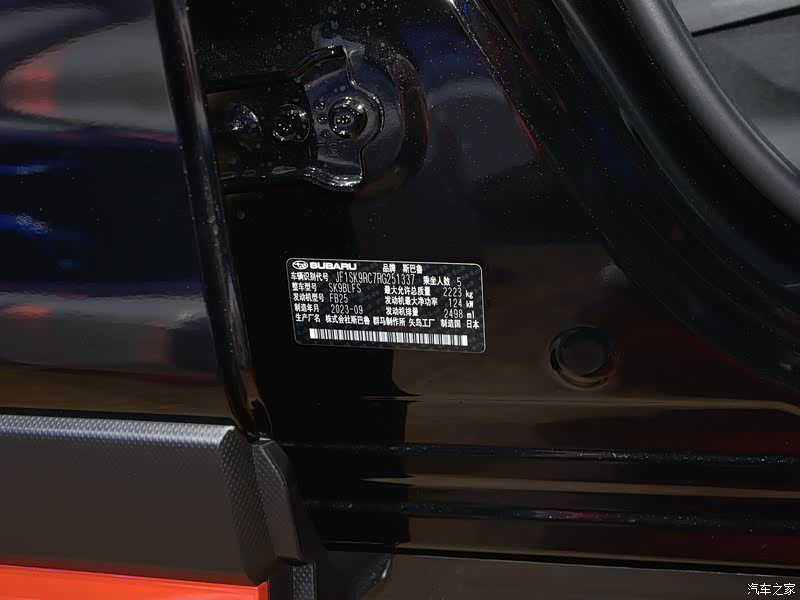 SUBARU 品牌 斯巴鲁
车辆识别代号 JF1SK9RC7RG251337 乘坐人数 5
整车型号 SK9BLFS 最大允许总质量 2223 kg
发动机型号 FB25 发动机最大净功率 124 kW
制造年月 2023-09 发动机排量 2498 ml
生产厂名 株式会社斯巴鲁 群马制作所 矢岛工厂 制造国 日本
汽车之家